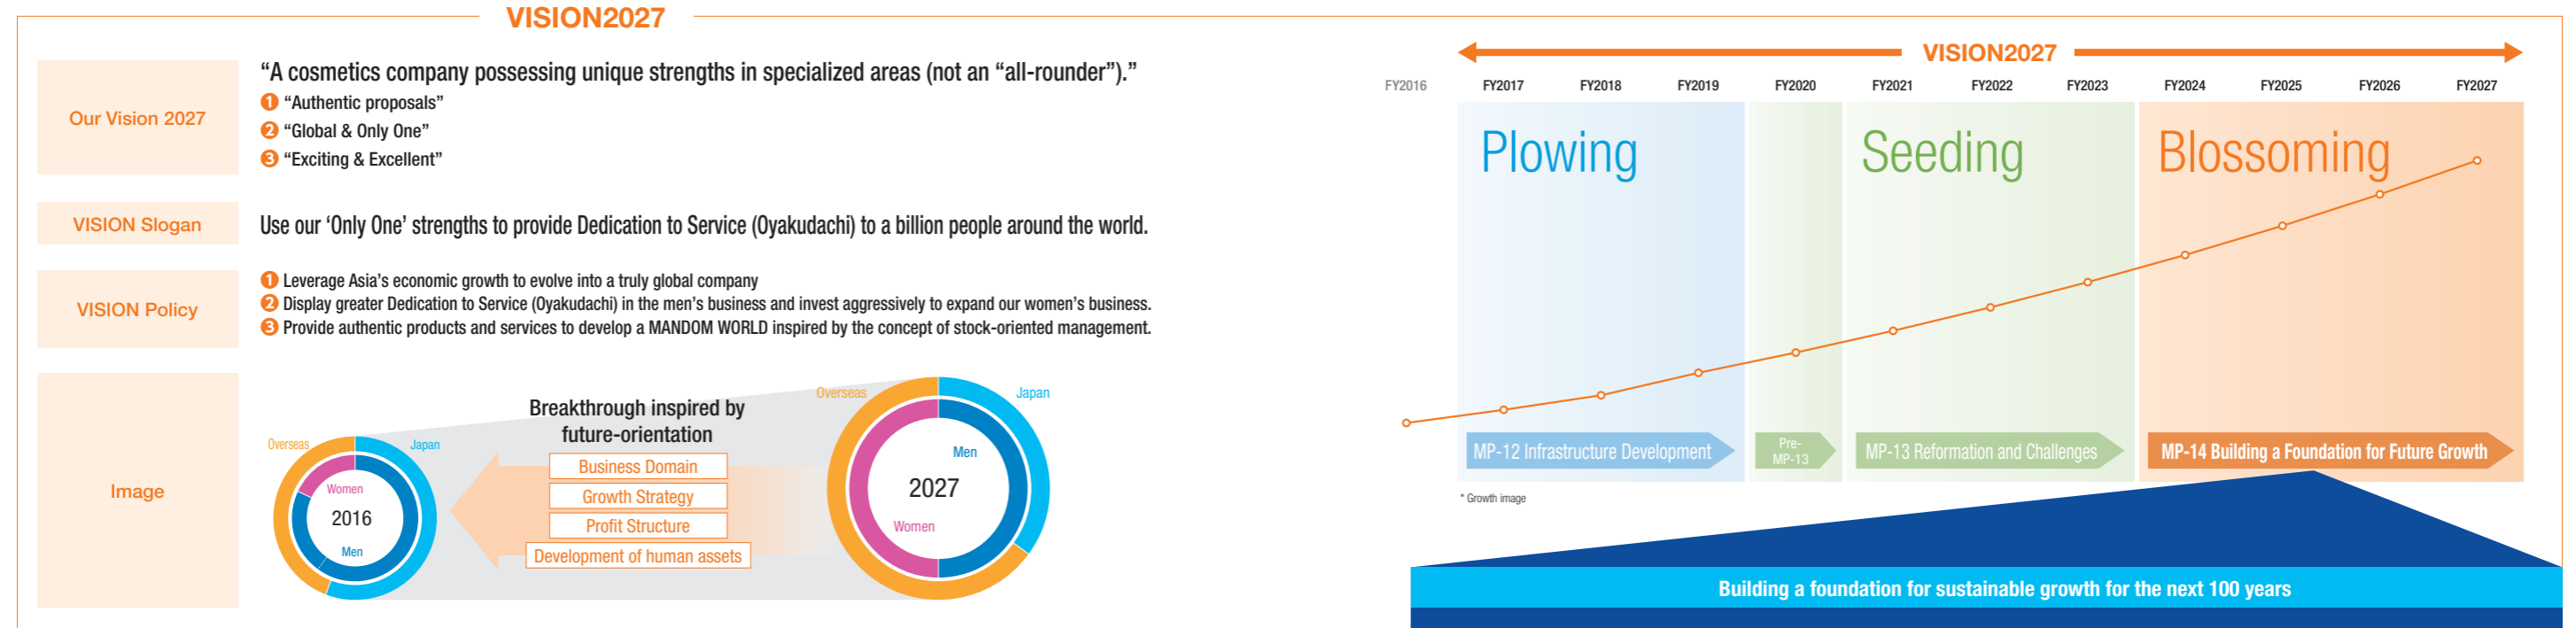 VISION2027
Our Vision 2027
“A cosmetics company possessing unique strengths in specialized areas (not an “all-rounder”).”
1 “Authentic proposals”
2 “Global & Only One”
3 “Exciting & Excellent”
VISION Slogan
Use our ‘Only One’ strengths to provide Dedication to Service (Oyakudachi) to a billion people around the world.
VISION Policy
1 Leverage Asia’s economic growth to evolve into a truly global company
2 Display greater Dedication to Service (Oyakudachi) in the men’s business and invest aggressively to expand our women’s business.
3 Provide authentic products and services to develop a MANDOM WORLD inspired by the concept of stock-oriented management.
Image
Overseas
Japan
Women
2016
Men
Breakthrough inspired by
future-orientation
Business Domain
Growth Strategy
Profit Structure
Development of human assets
Overseas
Japan
Men
2027
Women
VISION2027
FY2016 FY2017 FY2018 FY2019 FY2020 FY2021 FY2022 FY2023 FY2024 FY2025 FY2026 FY2027
Plowing
Seeding
Blossoming
MP-12 Infrastructure Development
Pre-
MP-13
MP-13 Reformation and Challenges
MP-14 Building a Foundation for Future Growth
* Growth image
Building a foundation for sustainable growth for the next 100 years